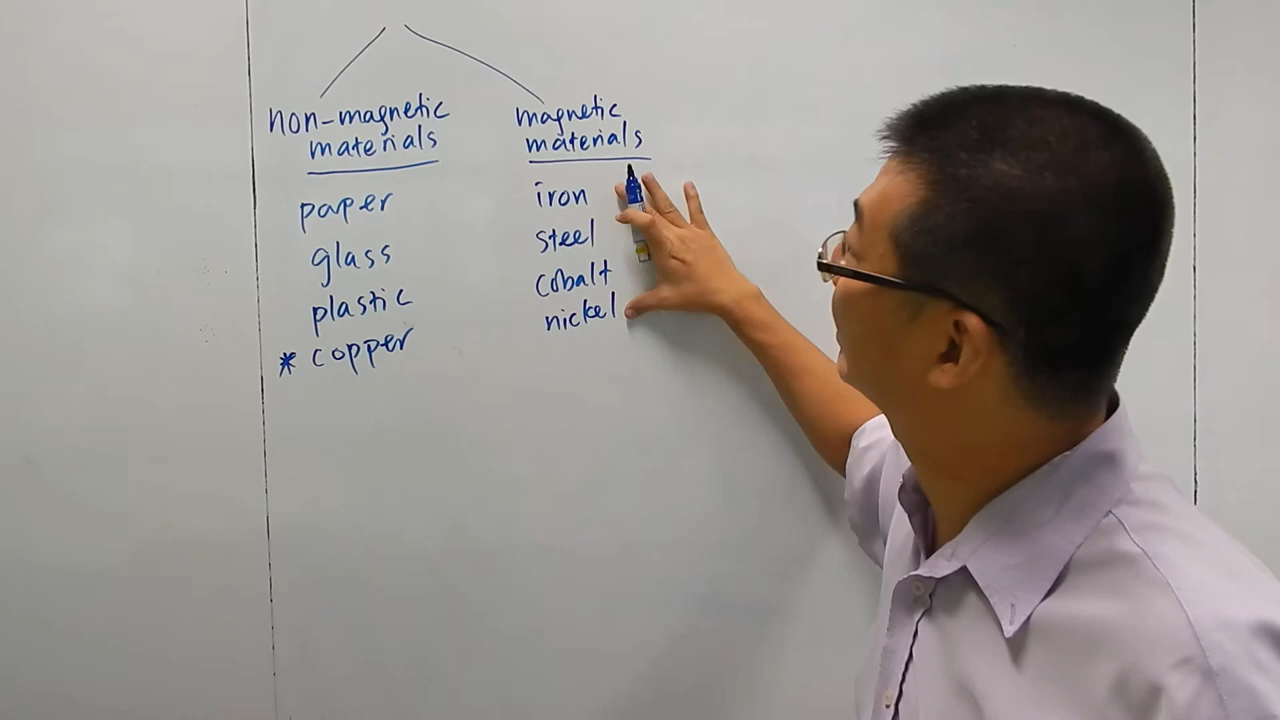 non-magnetic
materials
paper
glass
plastic
* copper
magnetic
materials
iron
steel
cobalt
nickel